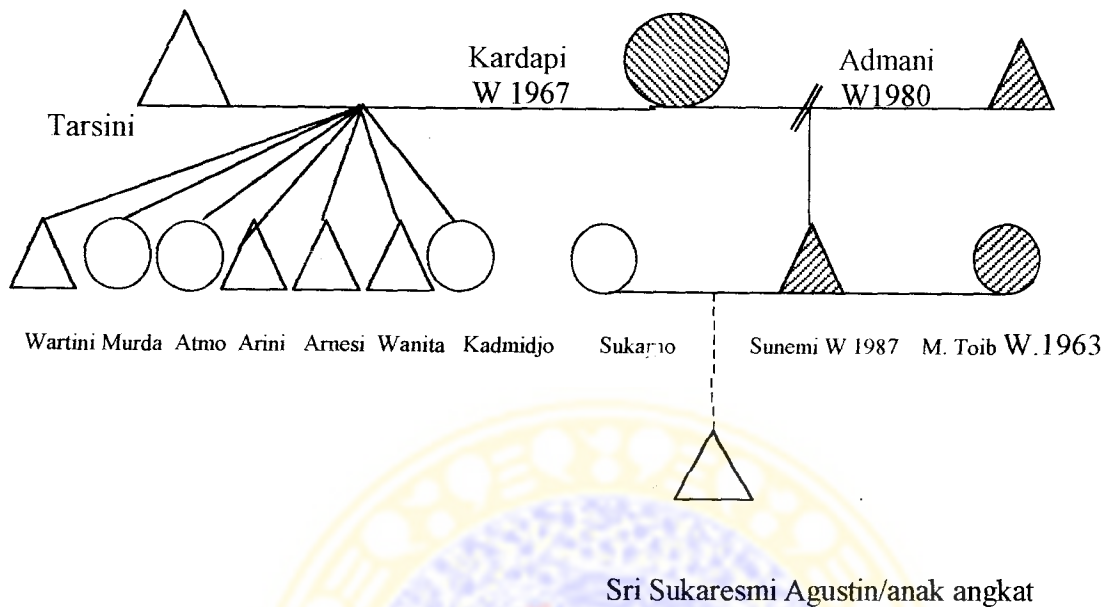 Kardapi
W 1967
Admani
W1980
Tarsini
Wartini Murda Atmo Arini Arnesi Wanita Kadmidjo Sukarno Sunemi W 1987 M. Toib W.1963
Sri Sukaresmi Agustin/anak angkat